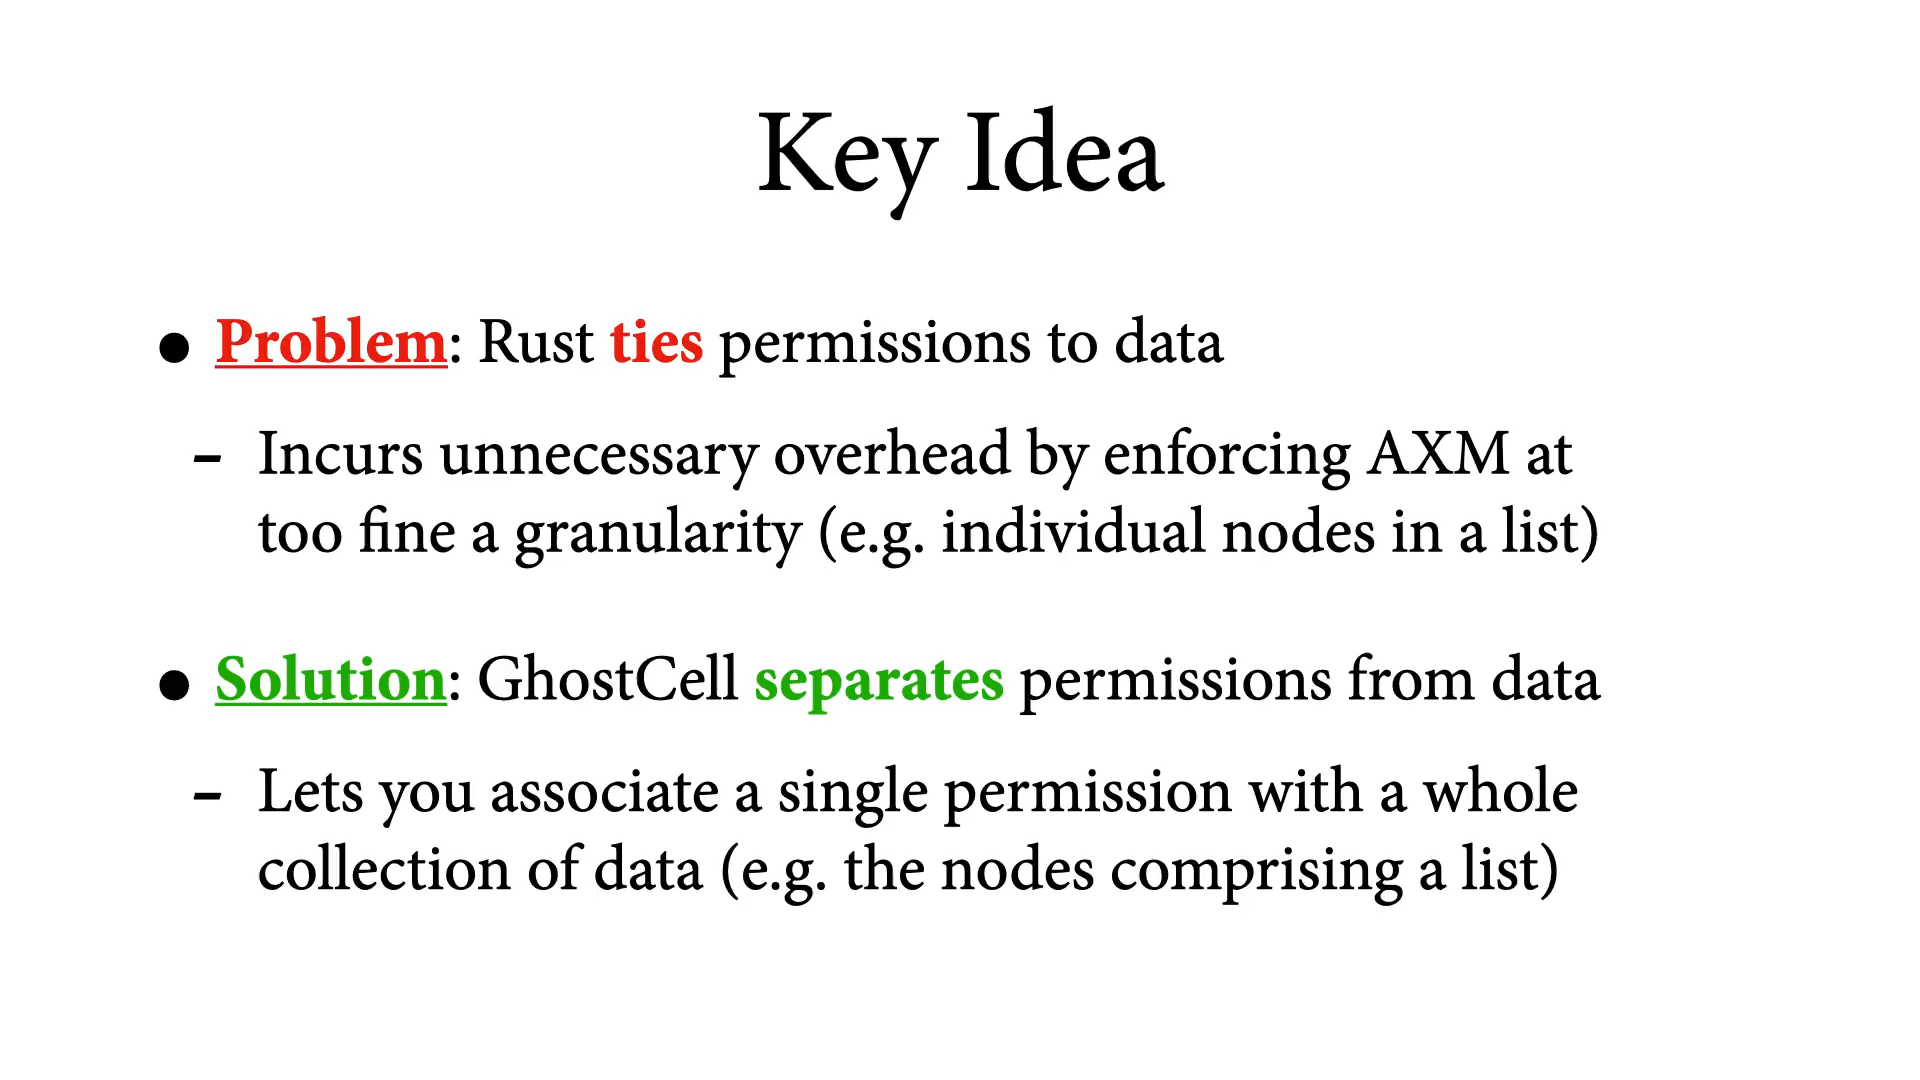 Key Idea
● Problem: Rust ties permissions to data
– Incurs unnecessary overhead by enforcing AXM at
too fine a granularity (e.g. individual nodes in a list)
● Solution: GhostCell separates permissions from data
– Lets you associate a single permission with a whole
collection of data (e.g. the nodes comprising a list)